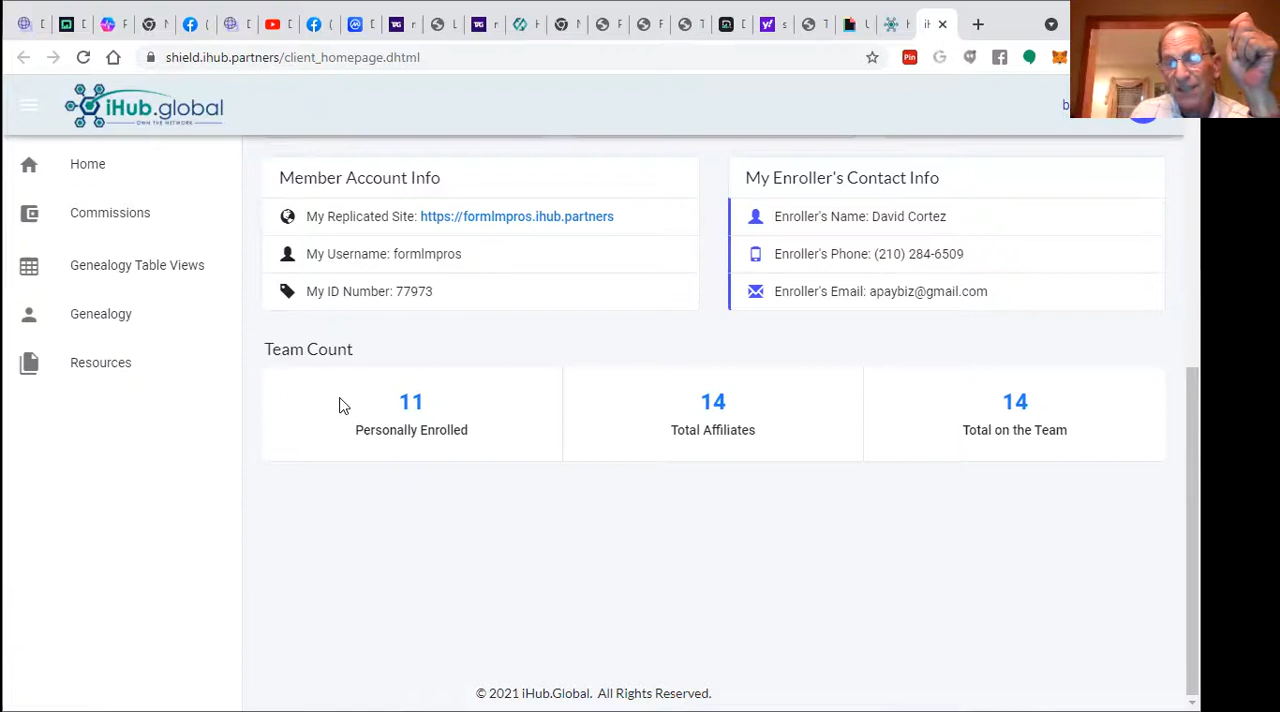 shield.ihub.partners/client_homepage.dhtml
Pin
iHub.global
OWN THE NETWORK
Home
Commissions
Genealogy Table Views
Genealogy
Resources
Member Account Info
My Replicated Site: https://formlmpros.ihub.partners
My Username: formlmpros
My ID Number: 77973
My Enroller's Contact Info
Enroller's Name: David Cortez
Enroller's Phone: (210) 284-6509
Enroller's Email: apaybiz@gmail.com
Team Count
11
Personally Enrolled
14
Total Affiliates
14
Total on the Team
© 2021 iHub.Global. All Rights Reserved.